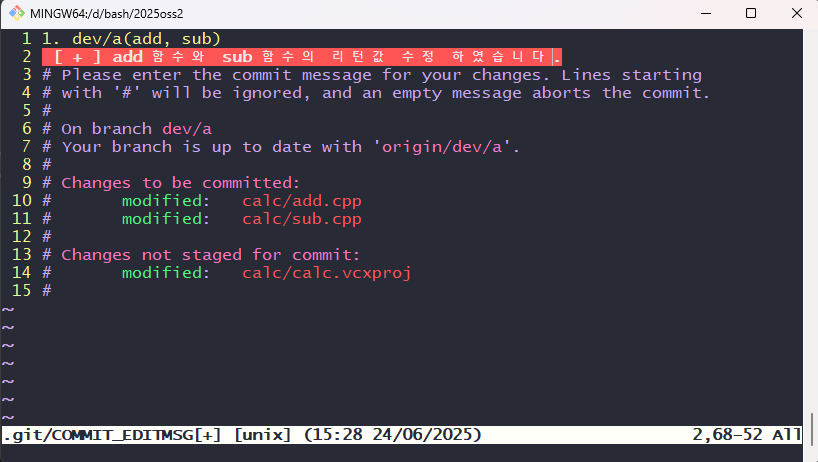 MINGW64:/d/bash/2025oss2
1 1. dev/a(add, sub)
2  [ + ] add 함수와 sub 함수의 리턴값 수정 하였습니다.
3 # Please enter the commit message for your changes. Lines starting
4 # with '#' will be ignored, and an empty message aborts the commit.
5 #
6 # On branch dev/a
7 # Your branch is up to date with 'origin/dev/a'.
8 #
9 # Changes to be committed:
10 #       modified:   calc/add.cpp
11 #       modified:   calc/sub.cpp
12 #
13 # Changes not staged for commit:
14 #       modified:   calc/calc.vcxproj
15 #
~
~
~
~
~
~
~
.git/COMMIT_EDITMSG[+] [unix] (15:28 24/06/2025) 2,68-52 All